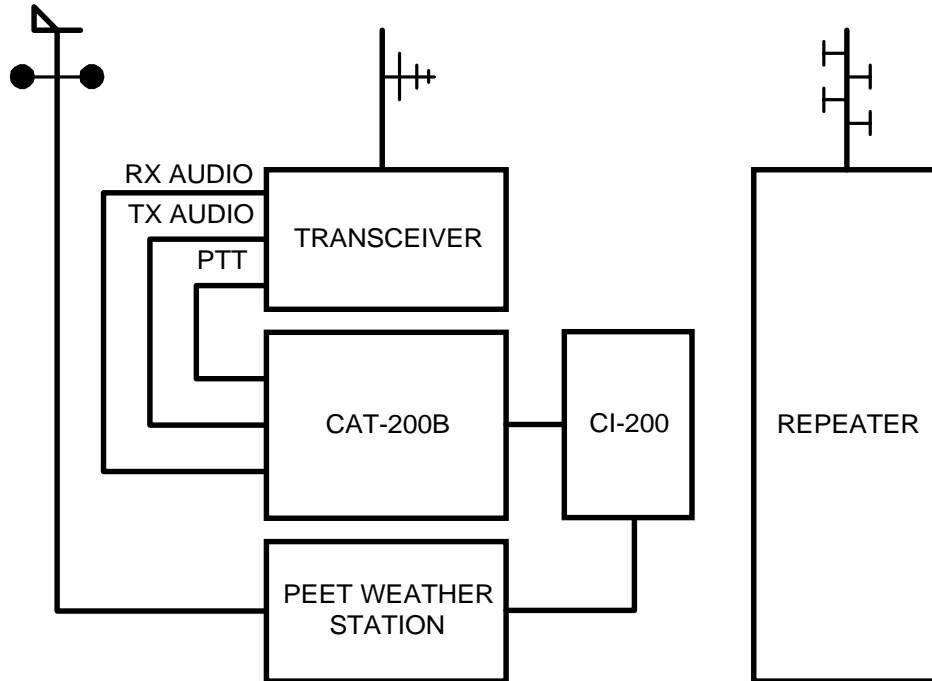 RX AUDIO
TX AUDIO
PTT
TRANSCEIVER
CAT-200B
CI-200
REPEATER
PEET WEATHER
STATION